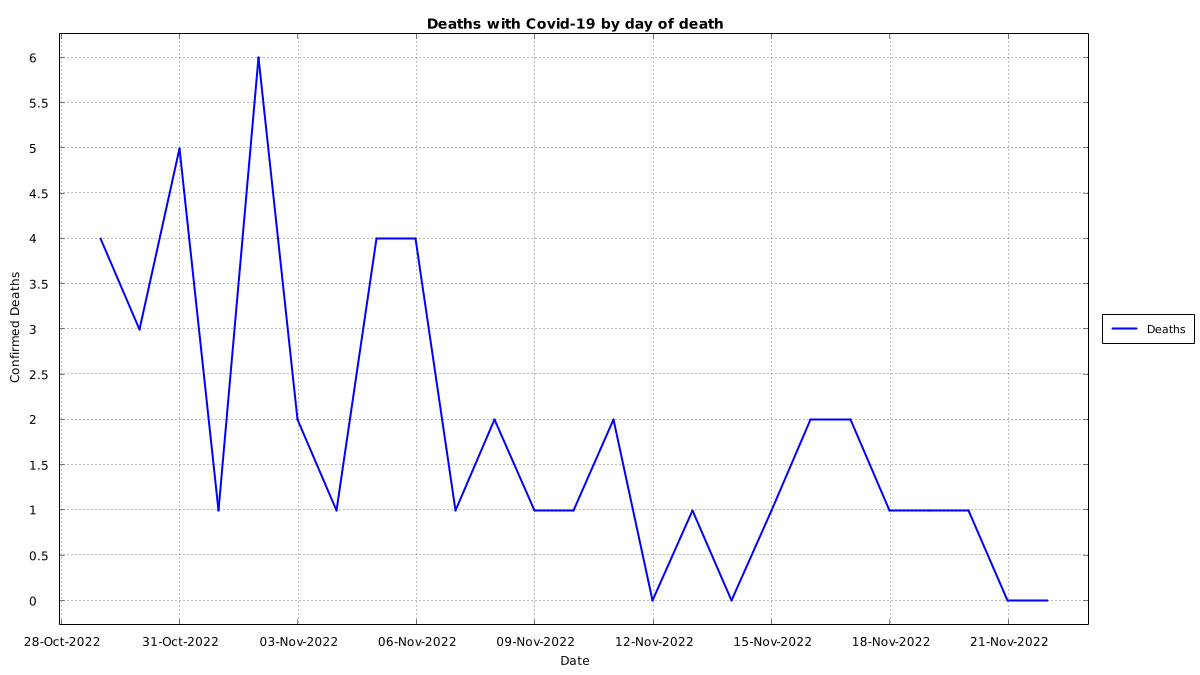 Deaths with Covid-19 by day of death
6
5.5
5
4.5
4
3.5
3
2.5
2
1.5
1
0.5
0
Confirmed Deaths
Deaths
28-Oct-2022 31-Oct-2022 03-Nov-2022 06-Nov-2022 09-Nov-2022 12-Nov-2022 15-Nov-2022 18-Nov-2022 21-Nov-2022
Date